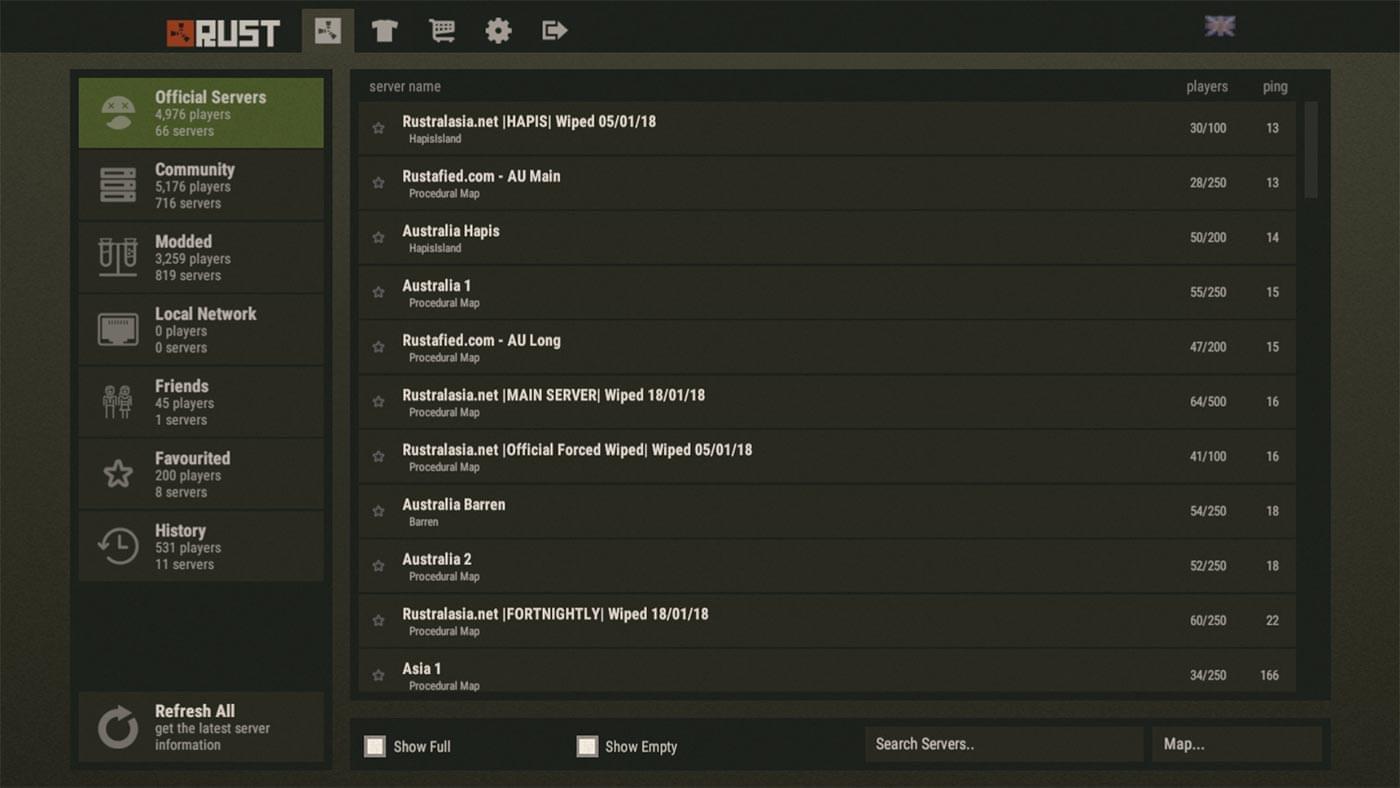 RUST
Official Servers
4,976 players
66 servers
Community
5,176 players
716 servers
Modded
3,259 players
819 servers
Local Network
0 players
0 servers
Friends
45 players
1 servers
Favourited
200 players
8 servers
History
531 players
11 servers
Refresh All
get the latest server
information
server name players ping
Rustralasia.net |HAPIS| Wiped 05/01/18 30/100 13
HapisIsland
Rustafied.com - AU Main 28/250 13
Procedural Map
Australia Hapis 50/200 14
HapisIsland
Australia 1 55/250 15
Procedural Map
Rustafied.com - AU Long 47/200 15
Procedural Map
Rustralasia.net |MAIN SERVER| Wiped 18/01/18 64/500 16
Procedural Map
Rustralasia.net |Official Forced Wiped| Wiped 05/01/18 41/100 16
Procedural Map
Australia Barren 54/250 18
Barren
Australia 2 52/250 18
Procedural Map
Rustralasia.net |FORTNIGHTLY| Wiped 18/01/18 60/250 22
Procedural Map
Asia 1 34/250 166
Procedural Map
Show Full Show Empty Search Servers.. Map...